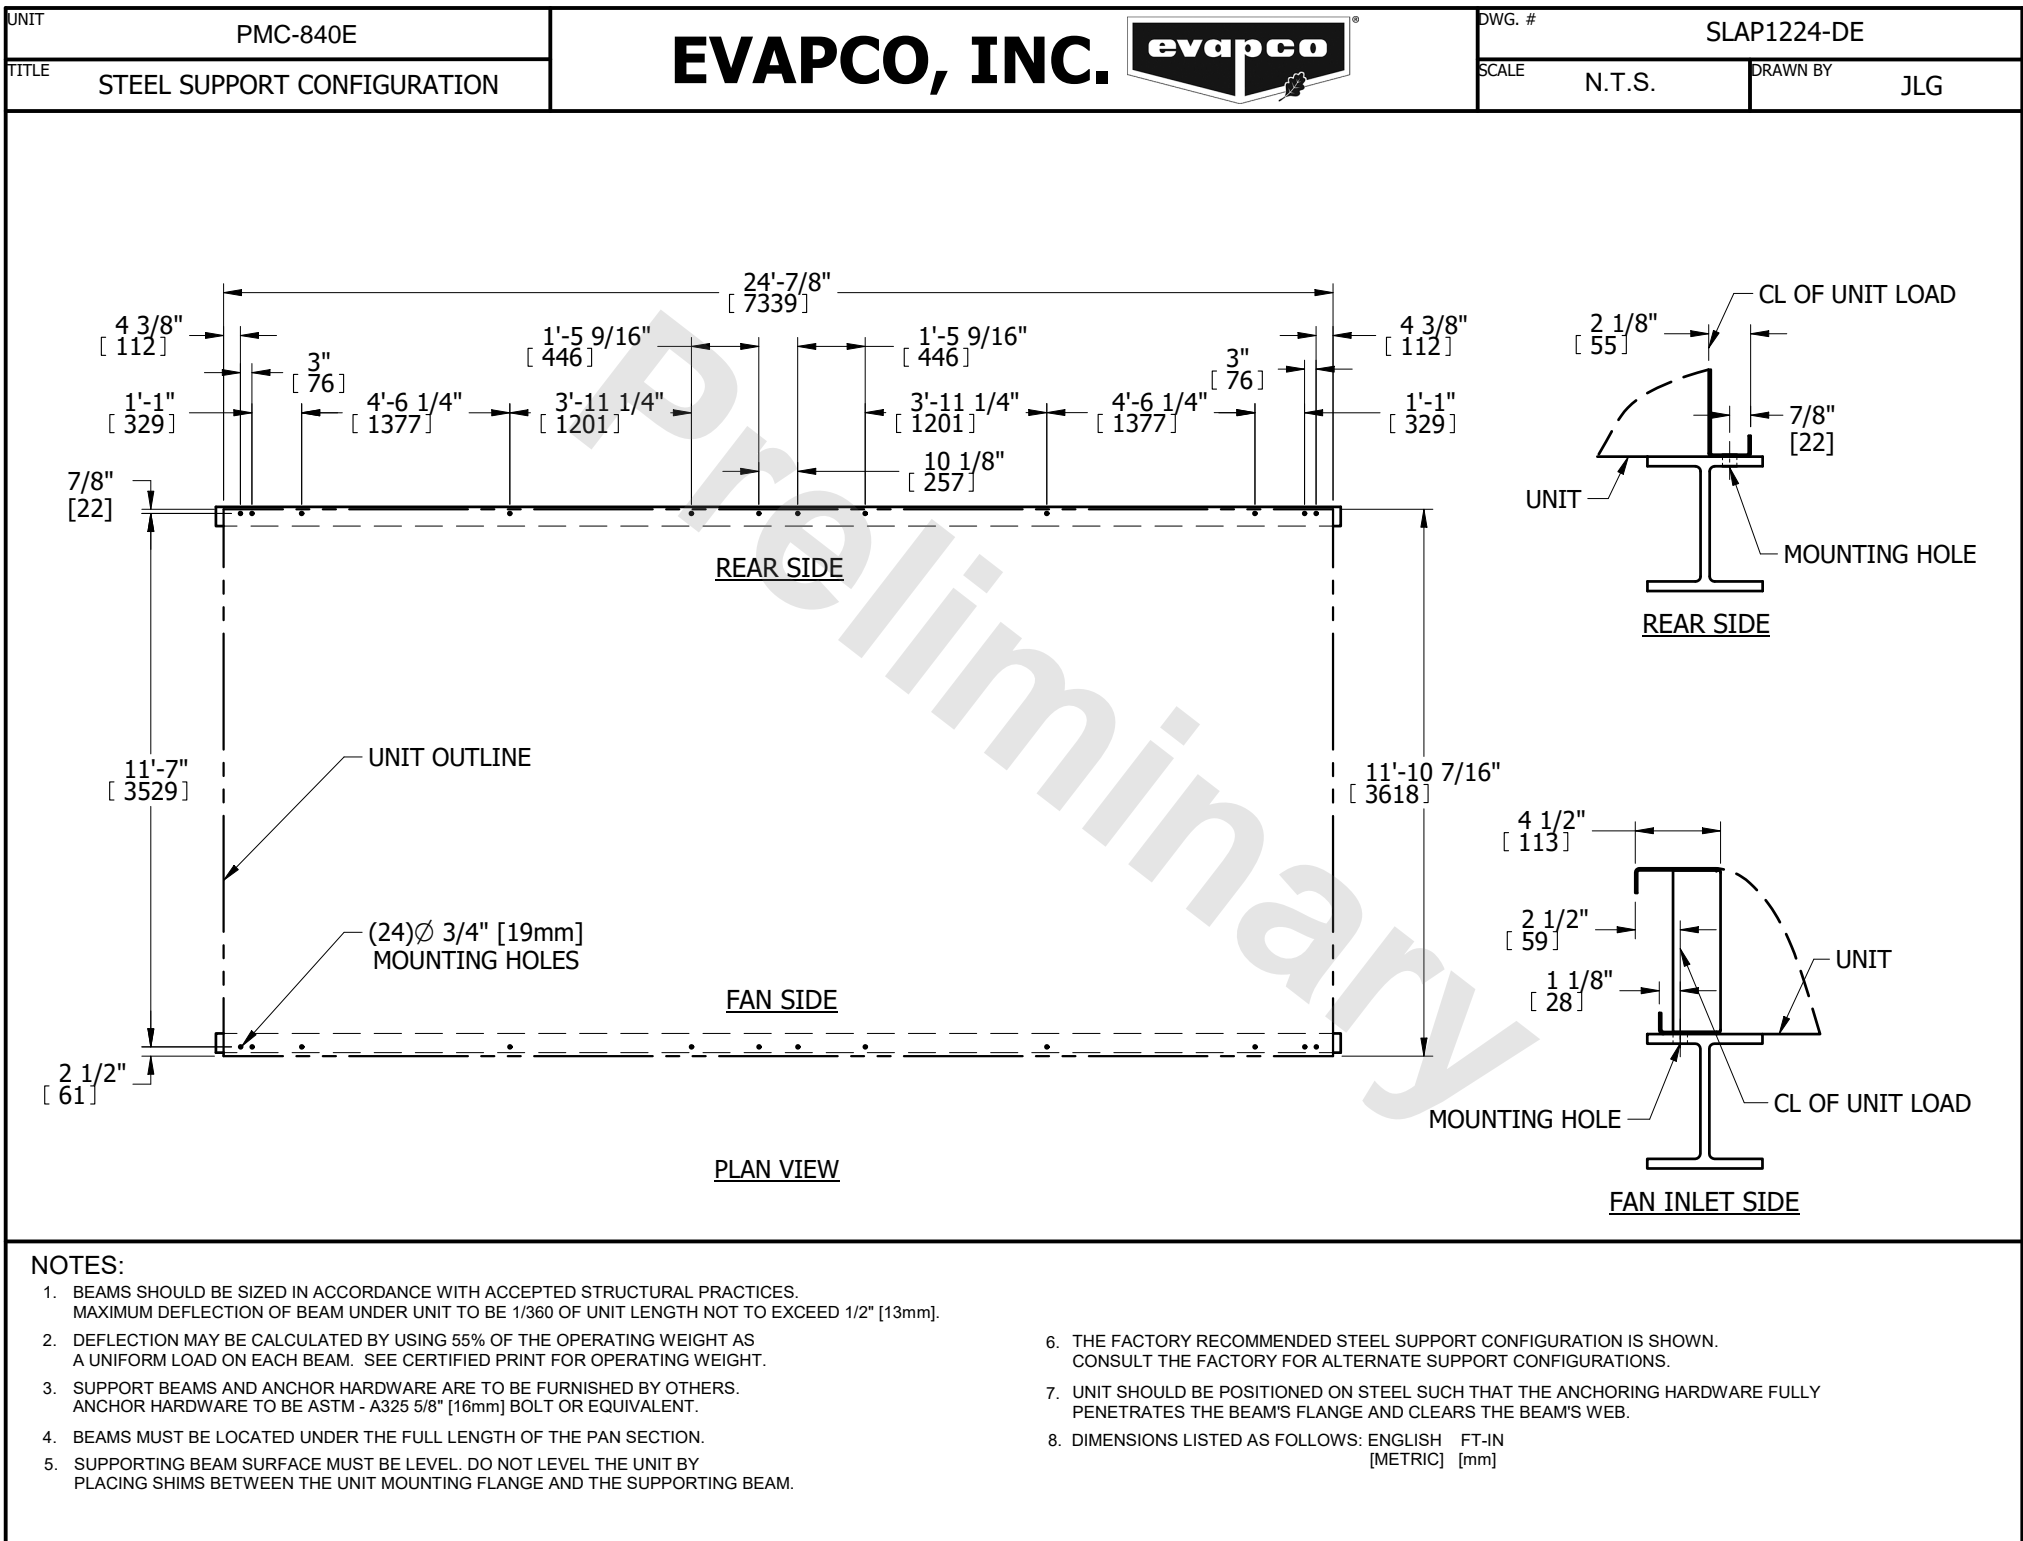 UNIT
PMC-840E
TITLE
STEEL SUPPORT CONFIGURATION
EVAPCO, INC.
evapco
®
DWG. #
SLAP1224-DE
SCALE
N.T.S.
DRAWN BY
JLG
24'-7/8"
[ 7339]
4 3/8"
[ 112]
3"
[ 76]
1'-5 9/16"
[ 446]
1'-5 9/16"
[ 446]
3"
[ 76]
4 3/8"
[ 112]
1'-1"
[ 329]
4'-6 1/4"
[ 1377]
3'-11 1/4"
[ 1201]
3'-11 1/4"
[ 1201]
4'-6 1/4"
[ 1377]
1'-1"
[ 329]
10 1/8"
[ 257]
7/8"
[22]
REAR SIDE
UNIT OUTLINE
11'-7"
[ 3529]
11'-10 7/16"
[ 3618]
(24)Ø 3/4" [19mm]
MOUNTING HOLES
FAN SIDE
2 1/2"
[ 61]
PLAN VIEW
Preliminary
CL OF UNIT LOAD
2 1/8"
[ 55]
7/8"
[22]
UNIT
MOUNTING HOLE
REAR SIDE
4 1/2"
[ 113]
2 1/2"
[ 59]
1 1/8"
[ 28]
UNIT
CL OF UNIT LOAD
MOUNTING HOLE
FAN INLET SIDE
NOTES:
1. BEAMS SHOULD BE SIZED IN ACCORDANCE WITH ACCEPTED STRUCTURAL PRACTICES.
MAXIMUM DEFLECTION OF BEAM UNDER UNIT TO BE 1/360 OF UNIT LENGTH NOT TO EXCEED 1/2" [13mm].
2. DEFLECTION MAY BE CALCULATED BY USING 55% OF THE OPERATING WEIGHT AS
A UNIFORM LOAD ON EACH BEAM. SEE CERTIFIED PRINT FOR OPERATING WEIGHT.
3. SUPPORT BEAMS AND ANCHOR HARDWARE ARE TO BE FURNISHED BY OTHERS.
ANCHOR HARDWARE TO BE ASTM - A325 5/8" [16mm] BOLT OR EQUIVALENT.
4. BEAMS MUST BE LOCATED UNDER THE FULL LENGTH OF THE PAN SECTION.
5. SUPPORTING BEAM SURFACE MUST BE LEVEL. DO NOT LEVEL THE UNIT BY
PLACING SHIMS BETWEEN THE UNIT MOUNTING FLANGE AND THE SUPPORTING BEAM.
6. THE FACTORY RECOMMENDED STEEL SUPPORT CONFIGURATION IS SHOWN.
CONSULT THE FACTORY FOR ALTERNATE SUPPORT CONFIGURATIONS.
7. UNIT SHOULD BE POSITIONED ON STEEL SUCH THAT THE ANCHORING HARDWARE FULLY
PENETRATES THE BEAM'S FLANGE AND CLEARS THE BEAM'S WEB.
8. DIMENSIONS LISTED AS FOLLOWS: ENGLISH FT-IN
[METRIC] [mm]